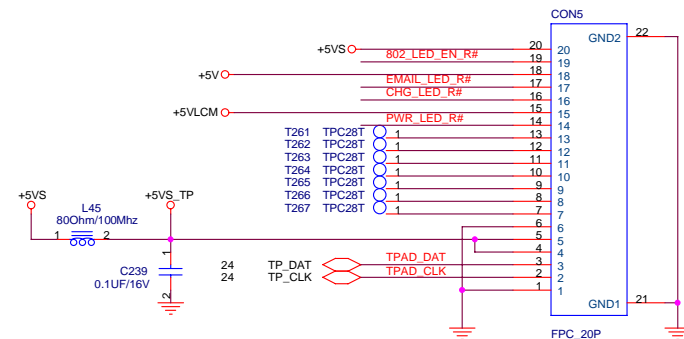 CON5
+5VS 20 20 GND2 22
802_LED_EN_R# 19 19
+5V 18 18
EMAIL_LED_R# 17 17
CHG_LED_R# 16 16
+5VLCM 15 15
PWR_LED_R# 14 14
T261 TPC28T 1 13 13
T262 TPC28T 1 12 12
T263 TPC28T 1 11 11
T264 TPC28T 1 10 10
T265 TPC28T 1 9 9
T266 TPC28T 1 8 8
T267 TPC28T 1 7 7
6 6
+5VS L45 +5VS_TP
80Ohm/100Mhz
1 2 5 5
4 4
1 24 TP_DAT TPAD_DAT 3 3
C239 24 TP_CLK TPAD_CLK 2 2
0.1UF/16V
2 1 1
GND1 21
FPC_20P